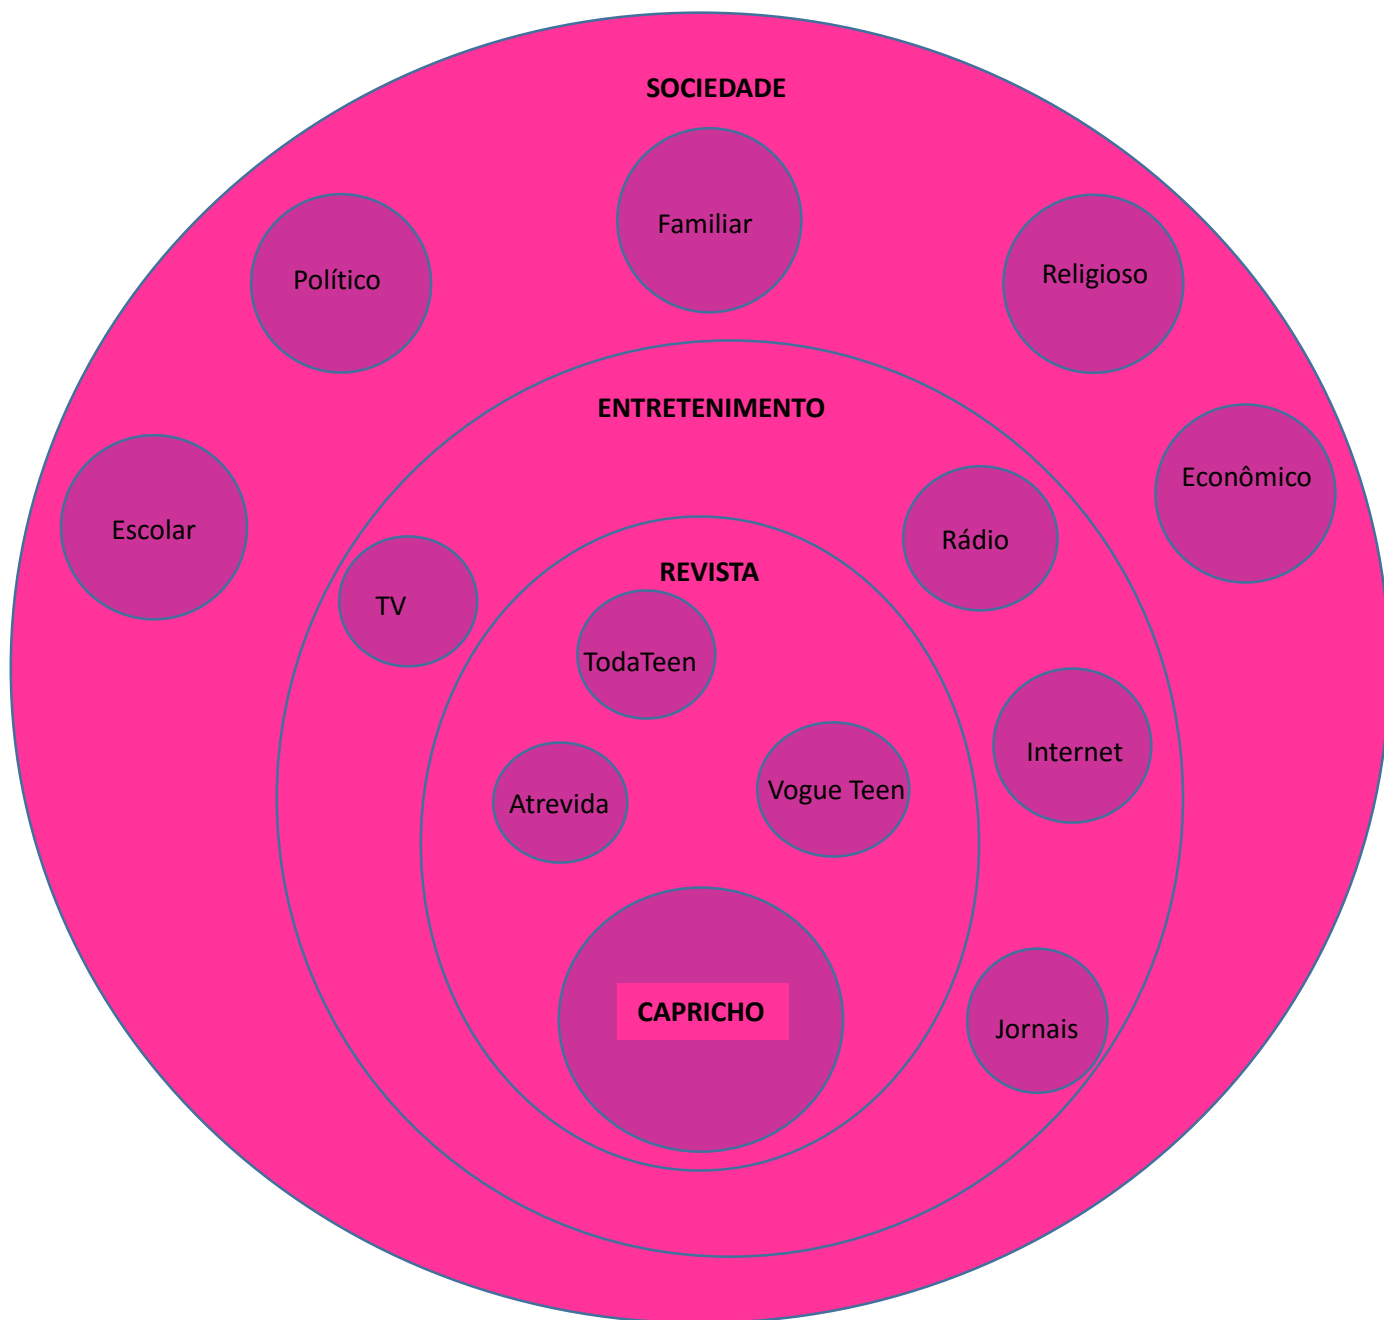 SOCIEDADE
Familiar
Político
Religioso
ENTRETENIMENTO
Econômico
Escolar
Rádio
REVISTA
TV
TodaTeen
Internet
Vogue Teen
Atrevida
CAPRICHO
Jornais